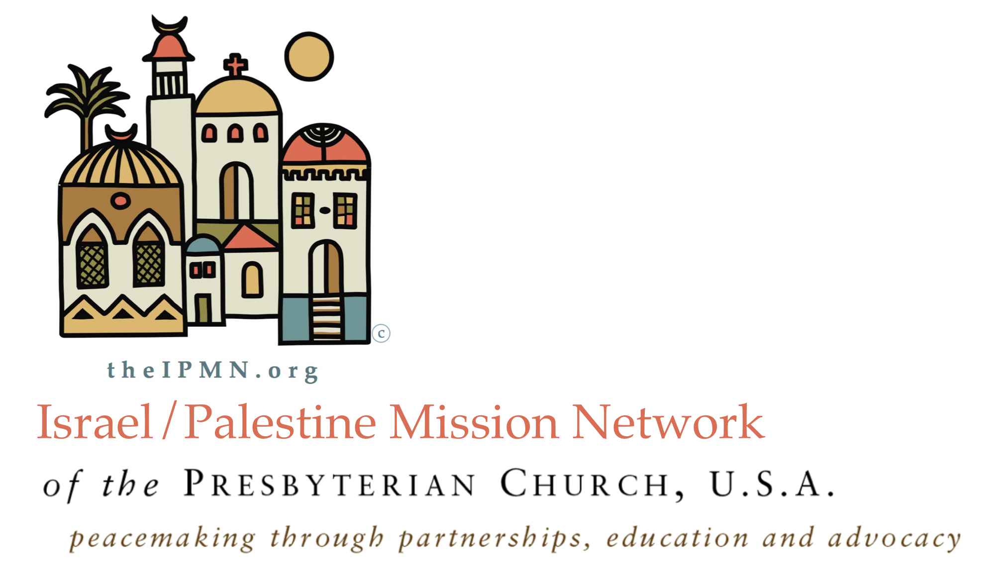 ©
theIPMN.org
Israel/Palestine Mission Network
of the Presbyterian Church, U.S.A.
peacemaking through partnerships, education and advocacy